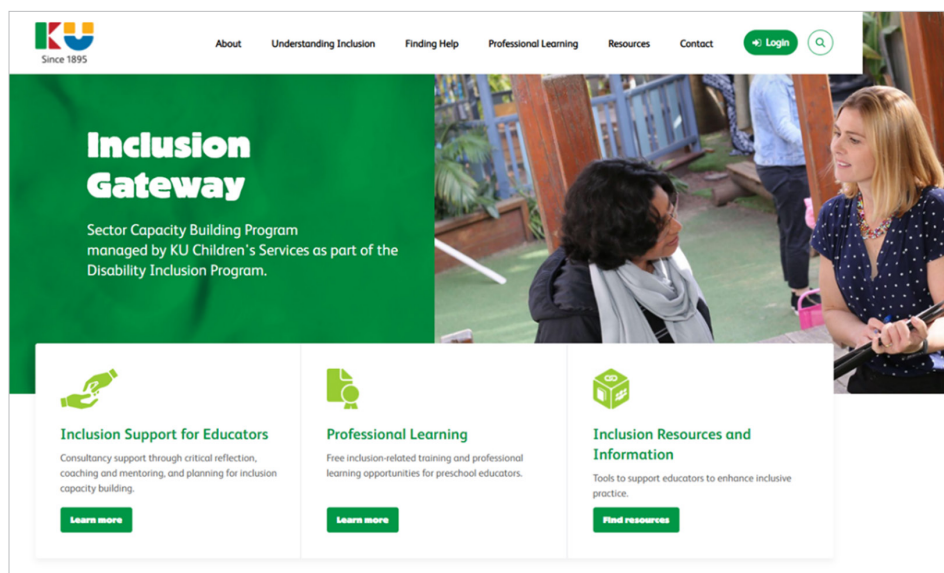 KU
Since 1895
About Understanding Inclusion Finding Help Professional Learning Resources Contact Login
Inclusion
Gateway
Sector Capacity Building Program
managed by KU Children's Services as part of the
Disability Inclusion Program.
Inclusion Support for Educators
Consultancy support through critical reflection,
coaching and mentoring, and planning for inclusion
capacity building.
Learn more
Professional Learning
Free inclusion-related training and professional
learning opportunities for preschool educators.
Learn more
Inclusion Resources and
Information
Tools to support educators to enhance inclusive
practice.
Find resources